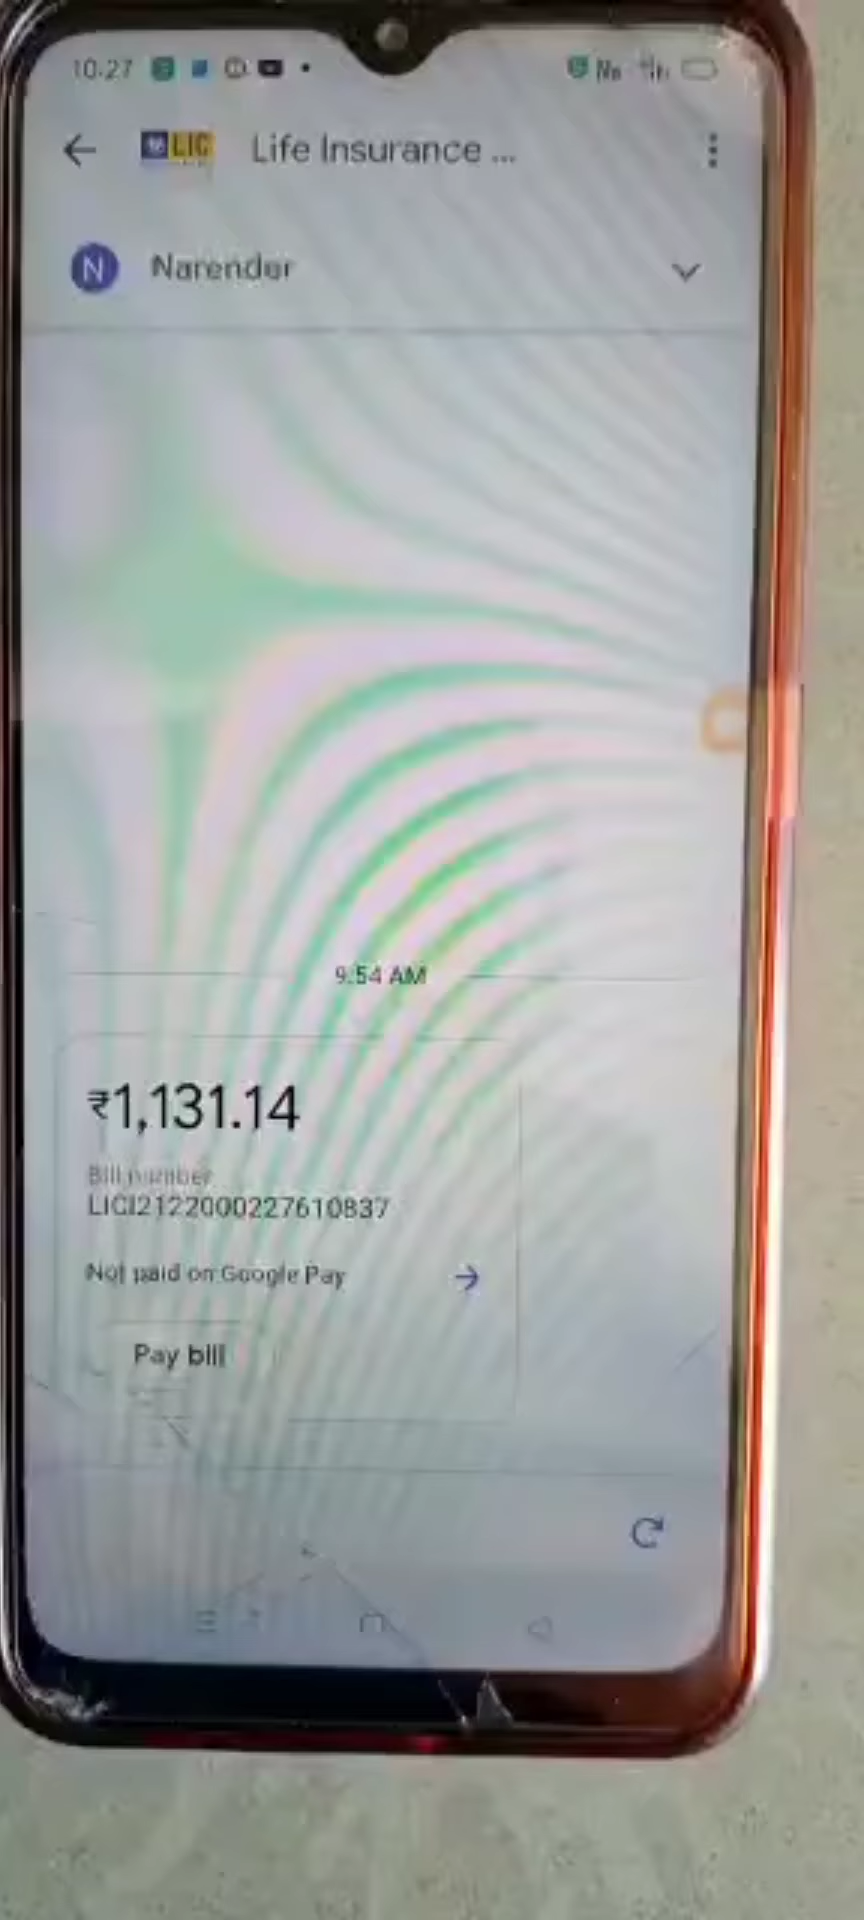 10.27
LIC Life Insurance ...
N Narender
9.54 AM
₹1,131.14
Bill number
LICI2122000227610837
Not paid on Google Pay
Pay bill